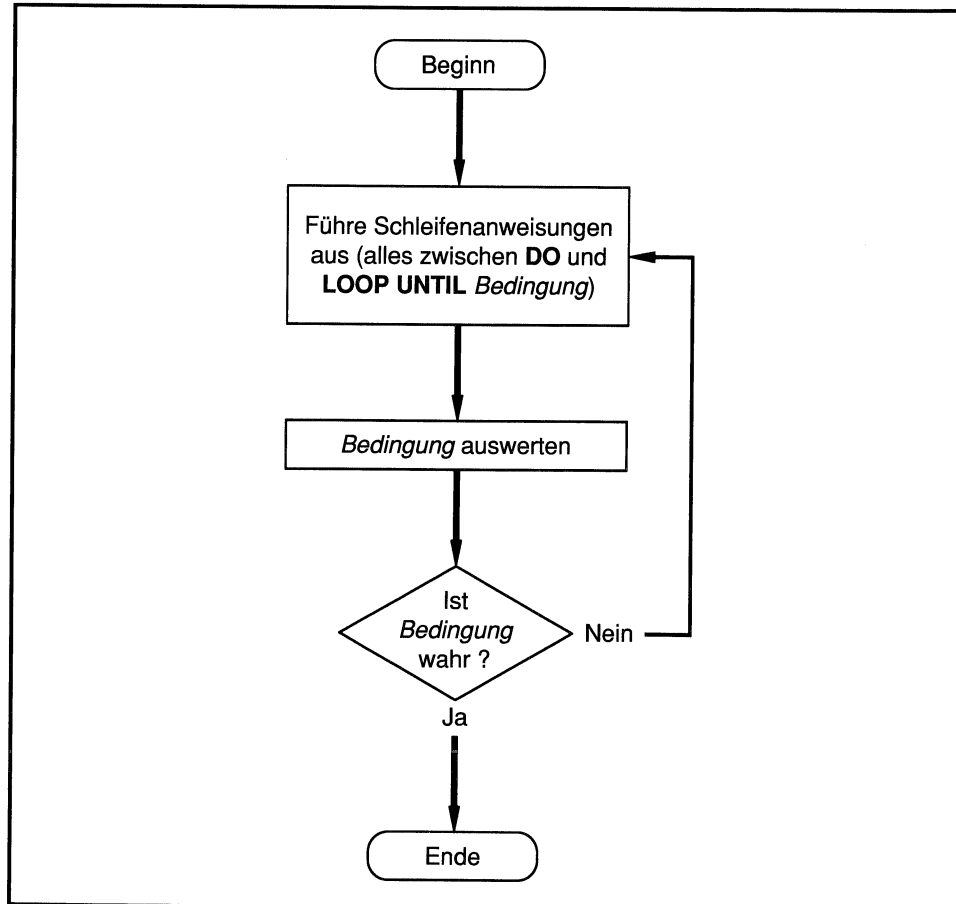 Beginn
Führe Schleifenanweisungen
aus (alles zwischen DO und
LOOP UNTIL Bedingung)
Bedingung auswerten
Ist
Bedingung
wahr ?
Nein
Ja
Ende